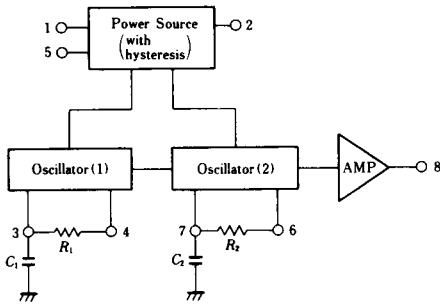 Power Source
(with
hysteresis)
1
5
2
Oscillator(1)
Oscillator(2)
AMP
8
3
R₁
4
7
R₂
6
C₁
C₂